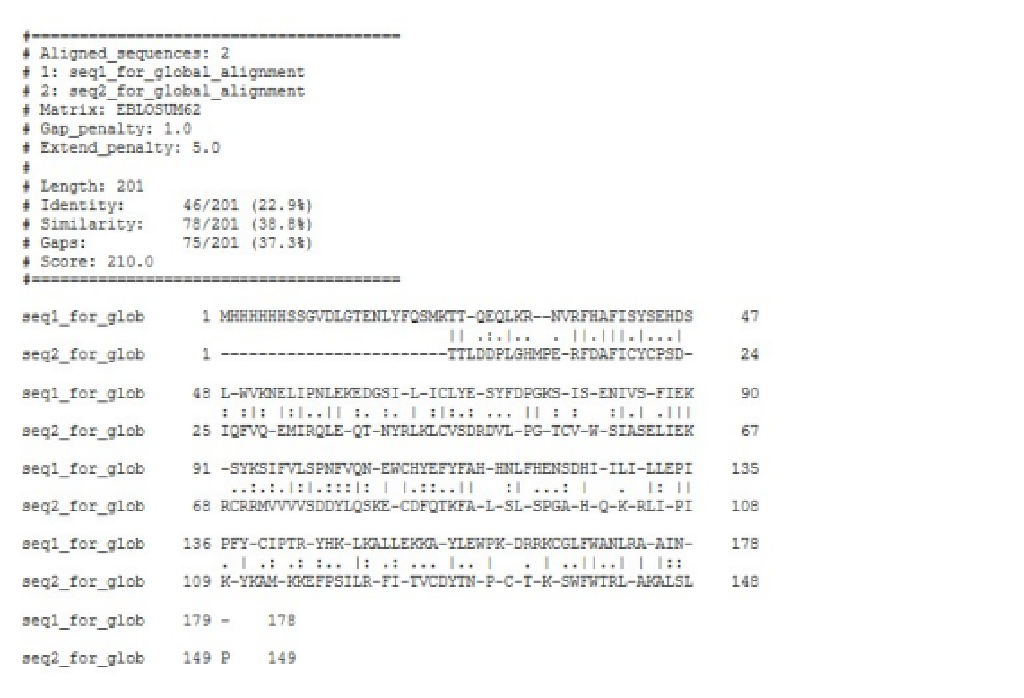 #=======================================
# Aligned_sequences: 2
# 1: seq1_for_global_alignment
# 2: seq2_for_global_alignment
# Matrix: EBLOSUM62
# Gap_penalty: 1.0
# Extend_penalty: 5.0
#
# Length: 201
# Identity:      46/201 (22.9%)
# Similarity:    78/201 (38.8%)
# Gaps:          75/201 (37.3%)
# Score: 210.0
#=======================================
seq1_for_glob      1 MHHHHHHSSGVDLGTENLYFQSMKTT-QEQLKR--NVRFHAFISYSEHDS     47
                                               || .:.|..  . ||.|||.|...|
seq2_for_glob      1 ------------------------TTLDDPLGHMPE-RFDAFICYCPSD-     24
seq1_for_glob     48 L-WVKNELIPNLEKEDGSI-L-ICLYE-SYFDPGKS-IS-ENIVS-FIEK     90
                     : :|: |:|..|| :. :. | :|:.: ... || : :   :|.| .|||
seq2_for_glob     25 IQFVQ-EMIRQLE-QT-NYRLKLCVSDRDVL-PG-TCV-W-SIASELIEK     67
seq1_for_glob     91 -SYKSIFVLSPNFVQN-EWCHYEFYFAH-HNLFHENSDHI-ILI-LLEPI    135
                      ..:.:.|:|.:::|: | |.::..||   :| ...: |   .  |: ||
seq2_for_glob     68 RCRRMVVVVSDDYLQSKE-CDFQTKFA-L-SL-SPGA-H-Q-K-RLI-PI    108
seq1_for_glob    136 PFY-CIPTR-YHK-LKALLEKKA-YLEWPK-DRRKCGLFWANLRA-AIN-    178
                     . | .: .: :.. |: .: ... |.. |   . | ..||..| | |::
seq2_for_glob    109 K-YKAM-KKEFPSILR-FI-TVCDYTN-P-C-T-K-SWFWTRL-AKALSL    148
seq1_for_glob    179 -    178
seq2_for_glob    149 P    149